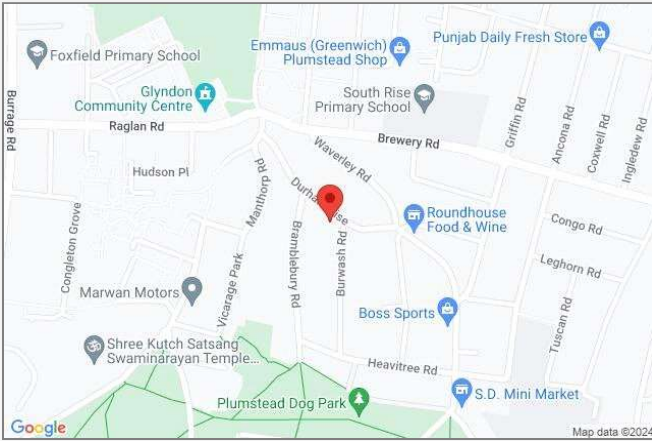 Foxfield Primary School
Emmaus (Greenwich)
Plumstead Shop
Punjab Daily Fresh Store
Burrage Rd
Glyndon
Community Centre
South Rise
Primary School
Raglan Rd
Brewery Rd
Griffin Rd
Ancona Rd
Coxwell Rd
Ingledew Rd
Waverley Rd
Hudson Pl
Manthorp Rd
Congleton Grove
Roundhouse
Food & Wine
Congo Rd
Bramblebury Rd
Burwash Rd
Leghorn Rd
Vicarage Park
Marwan Motors
Boss Sports
Tuscan Rd
Shree Kutch Satsang
Swaminarayan Temple...
Heavitree Rd
Plumstead Dog Park
S.D. Mini Market
Google
Map data ©2024